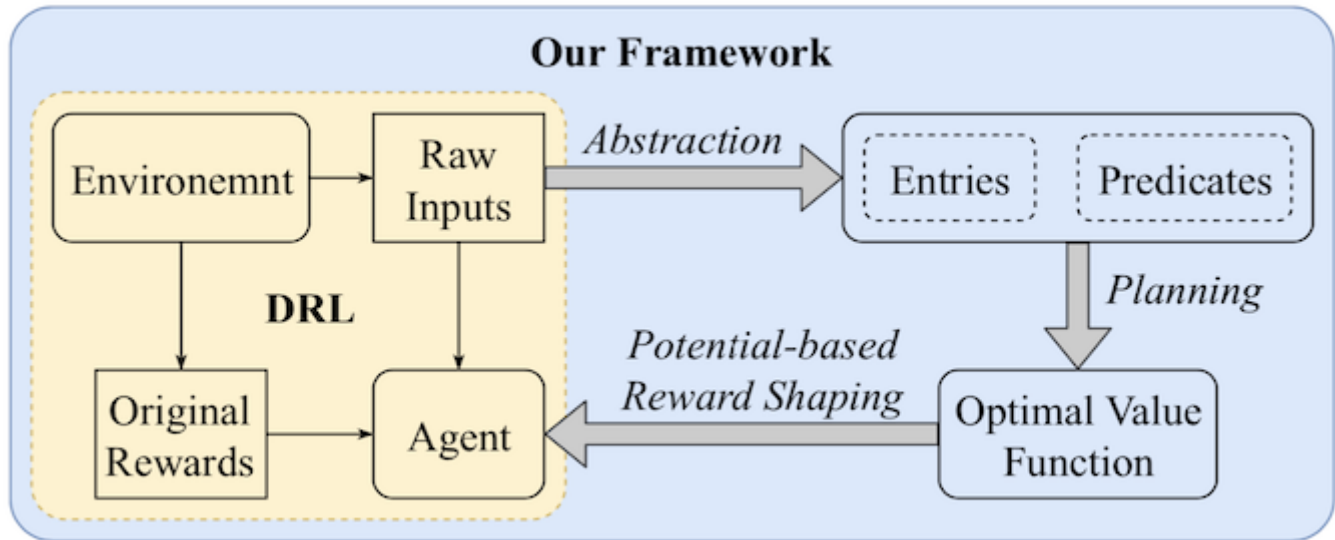 Our Framework
Environemnt
Raw
Inputs
Abstraction
Entries
Predicates
DRL
Planning
Potential-based
Reward Shaping
Original
Rewards
Agent
Optimal Value
Function